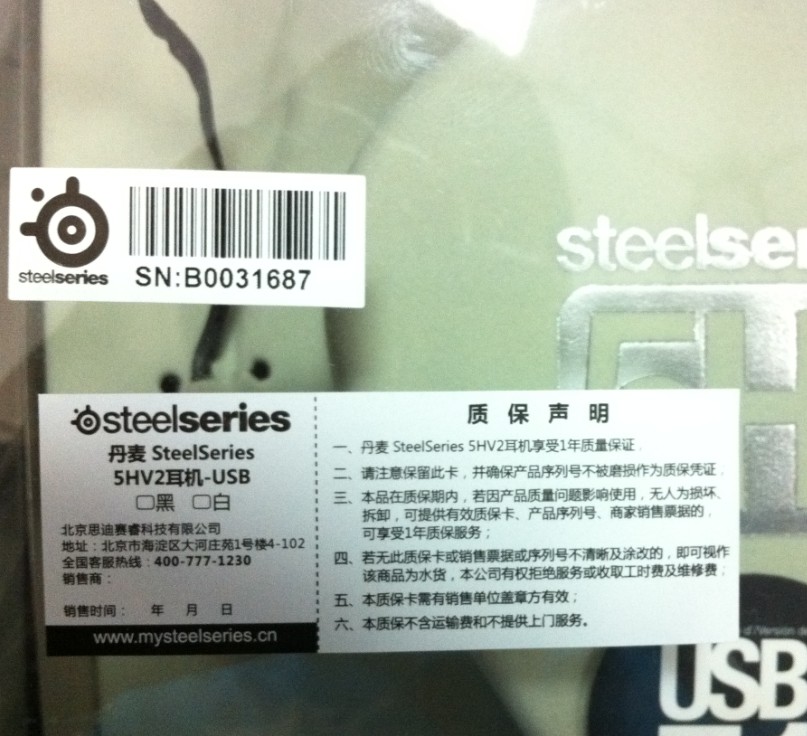 steelseries
SN:B0031687
steelser
5H
steelseries
丹麦 SteelSeries
5HV2耳机-USB
□黑 □白
北京思迪赛睿科技有限公司
地址：北京市海淀区大河庄苑1号楼4-102
全国客服热线：400-777-1230
销售商：
销售时间： 年 月 日
www.mysteelseries.cn
质 保 声 明
一、丹麦 SteelSeries 5HV2耳机享受1年质量保证．
二、请注意保留此卡，并确保产品序列号不被磨损作为质保凭证．
三、本品在质保期内，若因产品质量问题影响使用，无人为损坏、
拆卸，可提供有效质保卡、产品序列号、商家销售票据的，
可享受1年质保服务；
四、若无此质保卡或销售票据或序列号不清晰及涂改的，即可视作
该商品为水货，本公司有权拒绝服务或收取工时费及维修费；
五、本质保卡需有销售单位盖章方有效；
六、本质保不含运输费和不提供上门服务。
USB